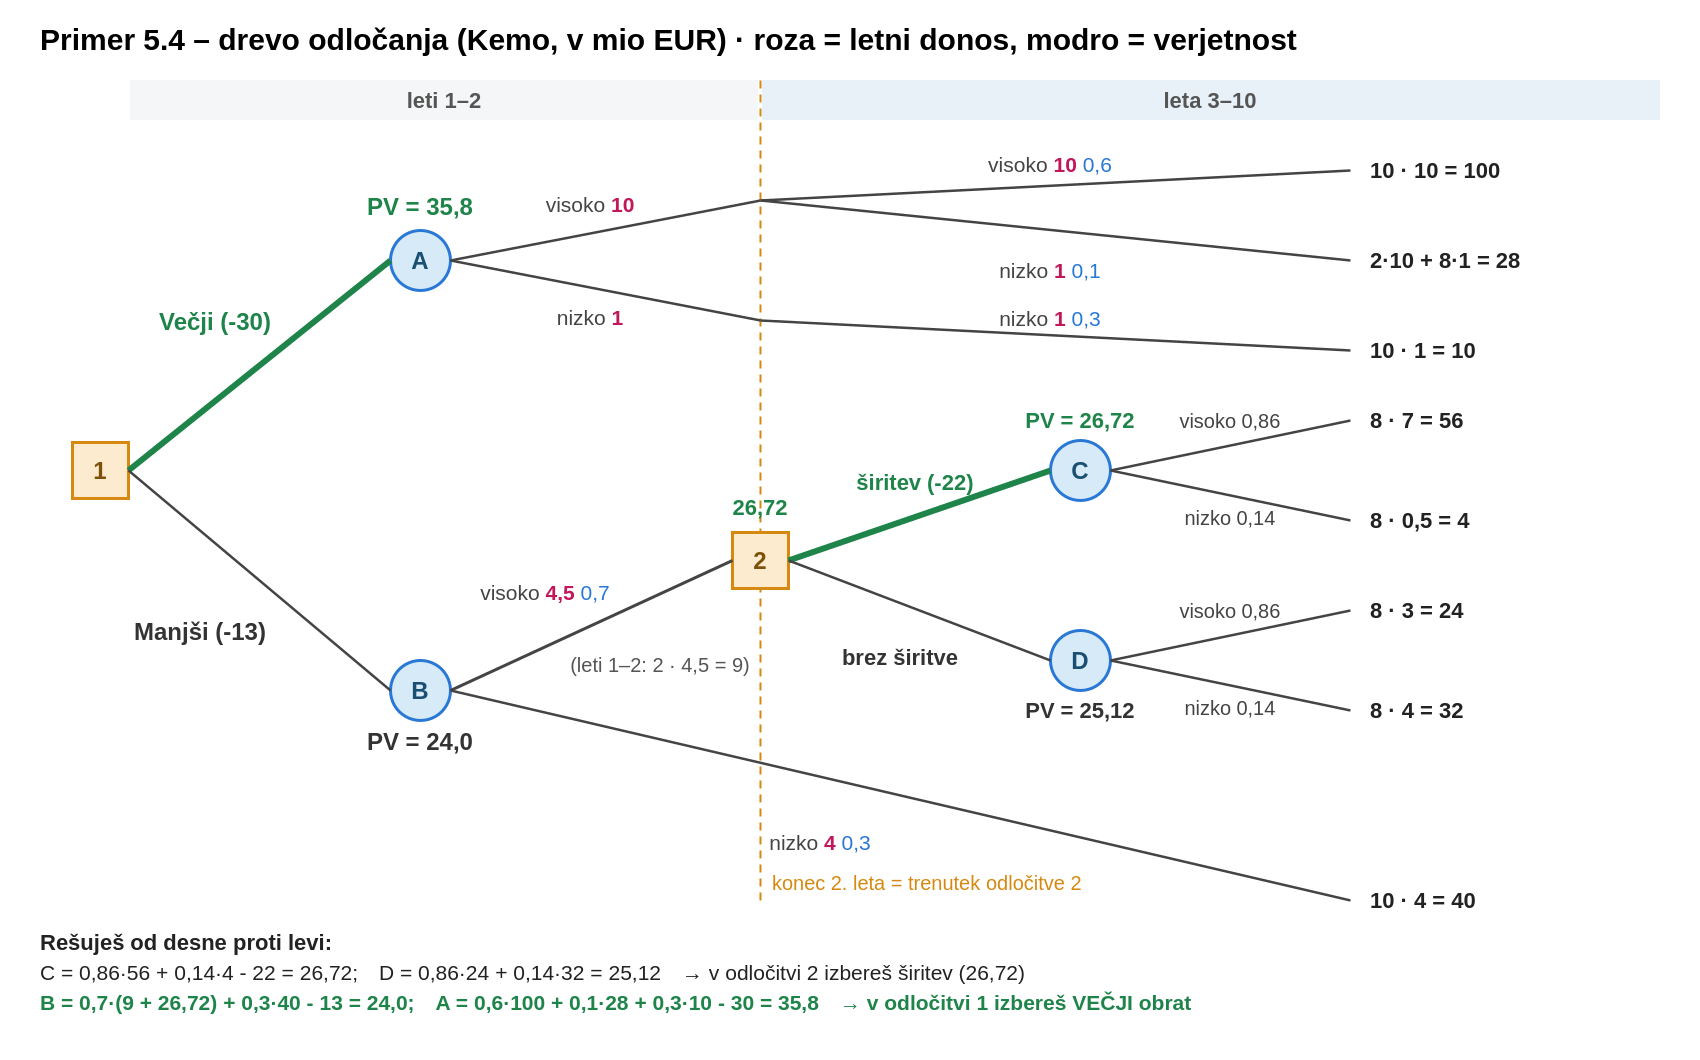 Primer 5.4 – drevo odločanja (Kemo, v mio EUR) · roza = letni donos, modro = verjetnost
leti 1–2
leta 3–10
visoko 10 0,6
10 · 10 = 100
PV = 35,8
visoko 10
A
2·10 + 8·1 = 28
nizko 1 0,1
Večji (-30)
nizko 1
nizko 1 0,3
10 · 1 = 10
PV = 26,72
visoko 0,86
8 · 7 = 56
1
C
širitev (-22)
26,72
nizko 0,14
8 · 0,5 = 4
2
visoko 4,5 0,7
visoko 0,86
8 · 3 = 24
Manjši (-13)
(leti 1–2: 2 · 4,5 = 9)
brez širitve
D
B
PV = 25,12
nizko 0,14
8 · 4 = 32
PV = 24,0
nizko 4 0,3
konec 2. leta = trenutek odločitve 2
10 · 4 = 40
Rešuješ od desne proti levi:
C = 0,86·56 + 0,14·4 - 22 = 26,72; D = 0,86·24 + 0,14·32 = 25,12 → v odločitvi 2 izbereš širitev (26,72)
B = 0,7·(9 + 26,72) + 0,3·40 - 13 = 24,0; A = 0,6·100 + 0,1·28 + 0,3·10 - 30 = 35,8 → v odločitvi 1 izbereš VEČJI obrat